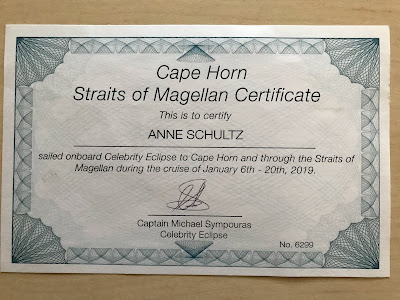 Cape Horn
Straits of Magellan Certificate
This is to certify
ANNE SCHULTZ
sailed onboard Celebrity Eclipse to Cape Horn and through the Straits of
Magellan during the cruise of January 6th - 20th, 2019.
Captain Michael Sympouras
Celebrity Eclipse
No. 6299